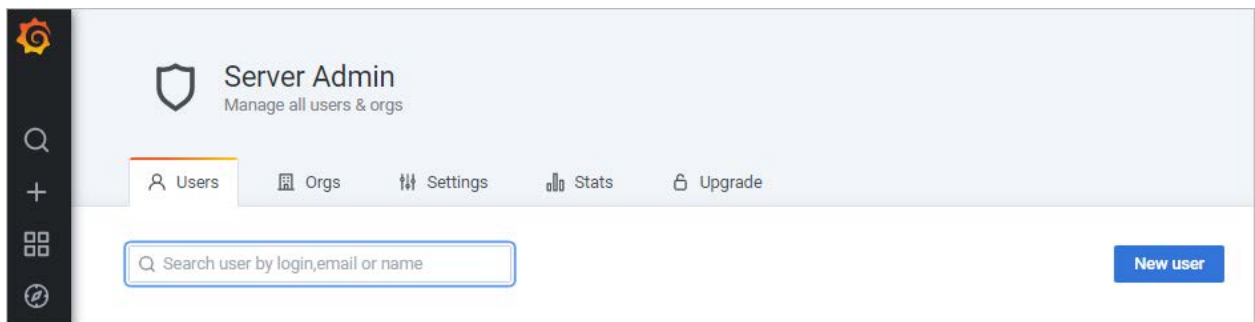 Server Admin
Manage all users & orgs
Users Orgs Settings Stats Upgrade
Search user by login,email or name New user